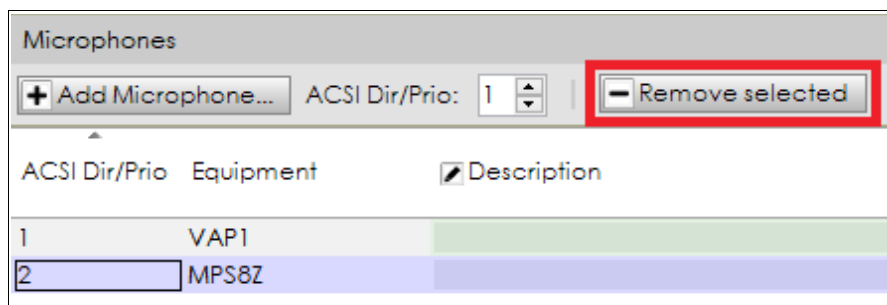 Microphones
Add Microphone... ACSI Dir/Prio: 1 Remove selected
ACSI Dir/Prio Equipment Description
1 VAP1
2 MPS8Z